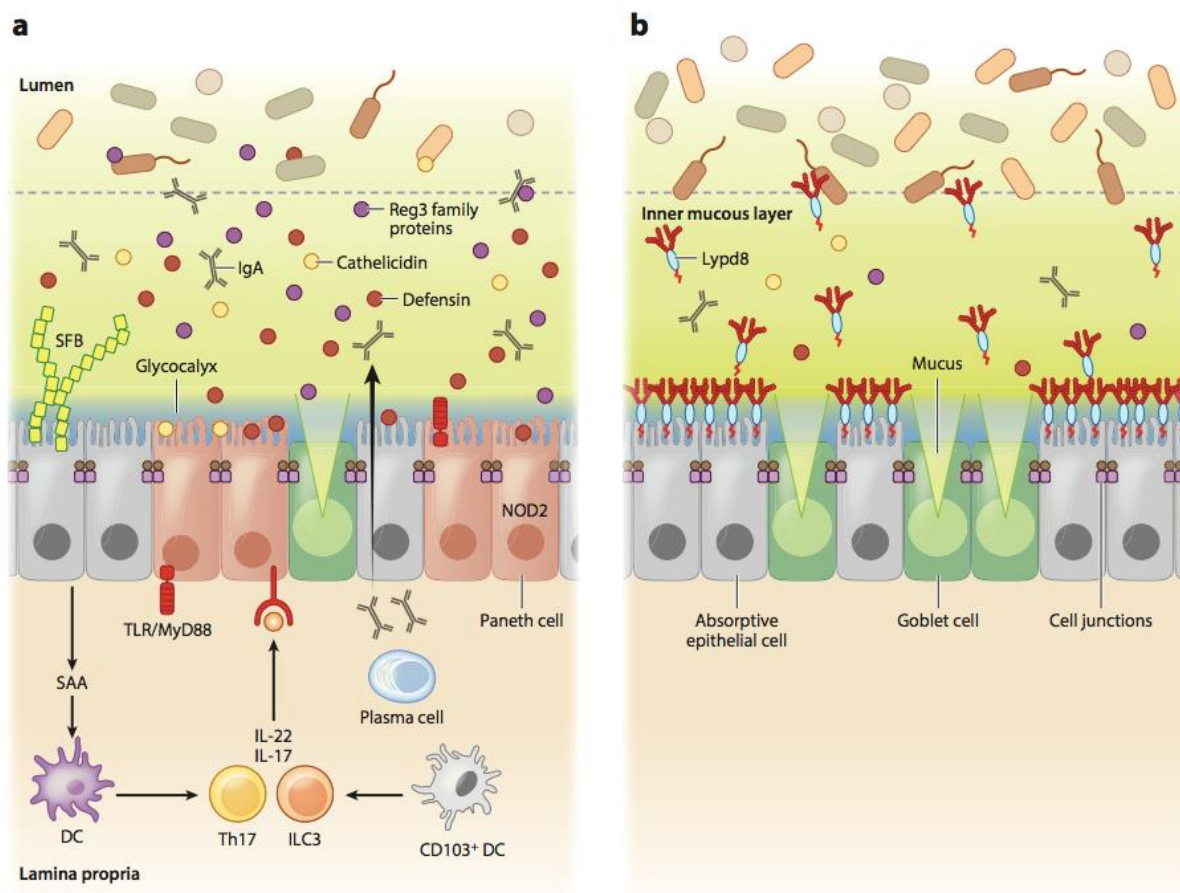 a
Lumen
Reg3 family
proteins
IgA
Cathelicidin
Defensin
SFB
Glycocalyx
NOD2
TLR/MyD88
Paneth cell
SAA
Plasma cell
IL-22
IL-17
DC
Th17
ILC3
CD103⁺ DC
Lamina propria
b
Inner mucous layer
Lypd8
Mucus
Absorptive
epithelial cell
Goblet cell
Cell junctions